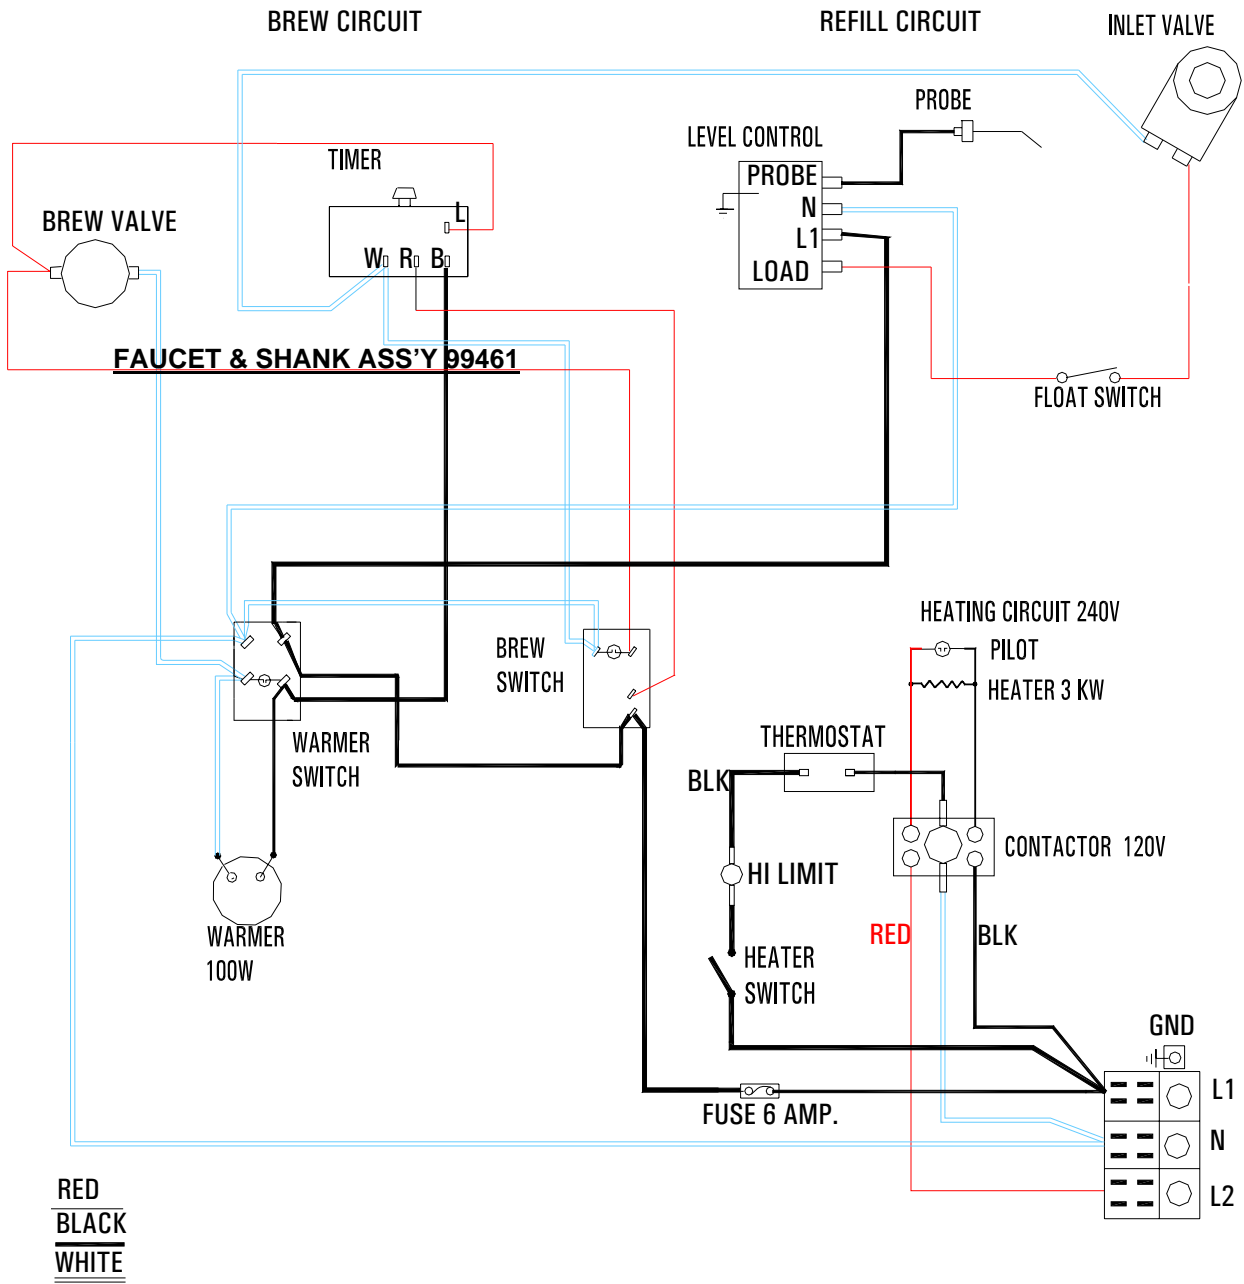 BREW CIRCUIT
REFILL CIRCUIT
INLET VALVE
PROBE
LEVEL CONTROL
TIMER
PROBE
N
L1
LOAD
BREW VALVE
L
W R B
FAUCET & SHANK ASS'Y 99461
FLOAT SWITCH
HEATING CIRCUIT 240V
PILOT
HEATER 3 KW
BREW
SWITCH
WARMER
SWITCH
THERMOSTAT
BLK
CONTACTOR 120V
HI LIMIT
WARMER
100W
RED
BLK
HEATER
SWITCH
GND
L1
FUSE 6 AMP.
N
L2
RED
BLACK
WHITE